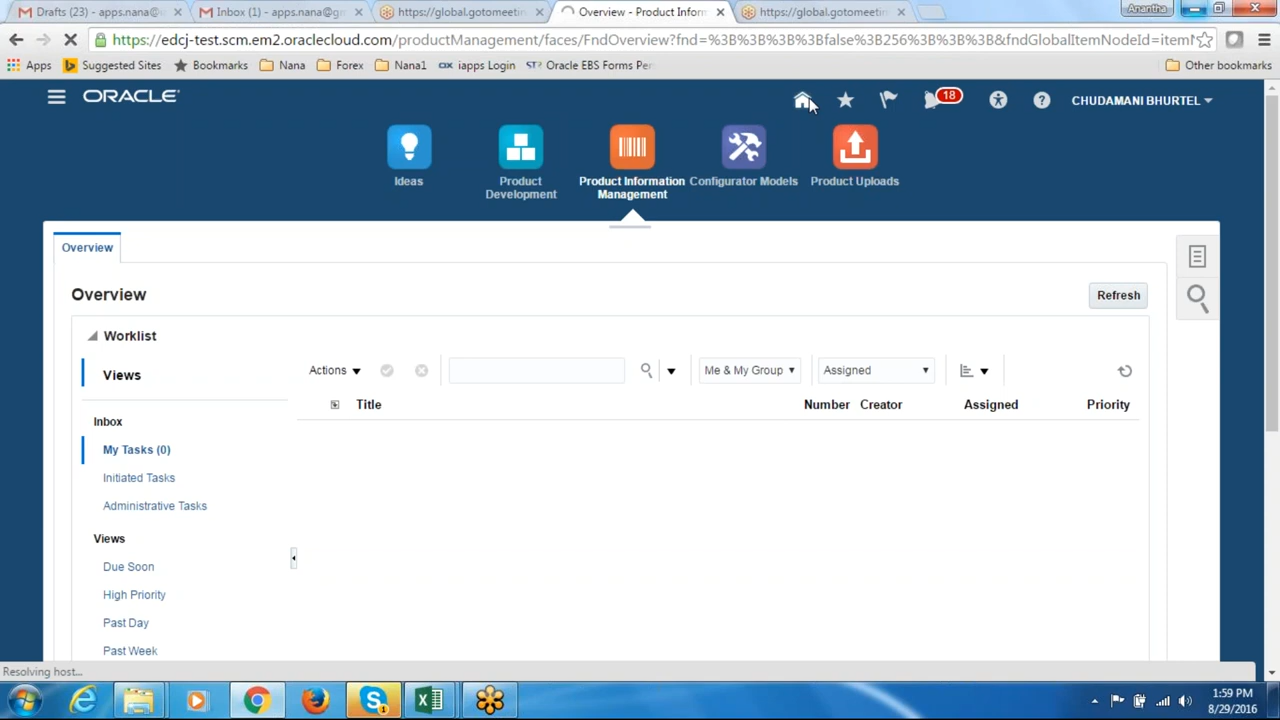 Drafts (23) - apps.nana@
Inbox (1) - apps.nana@g
https://global.gotomeetin
Overview - Product Inforn
https://global.gotomeetin
Anantha
https://edcj-test.scm.em2.oraclecloud.com/productManagement/faces/FndOverview?fnd=%3B%3B%3B%3Bfalse%3B256%3B%3B%3B&fndGlobalItemNodeId=itemN
Apps
Suggested Sites
Bookmarks
Nana
Forex
Nana1
iapps Login
Oracle EBS Forms Per
Other bookmarks
ORACLE
18
CHUDAMANI BHURTEL
Ideas
Product Development
Product Information Management
Configurator Models
Product Uploads
Overview
Overview
Refresh
Worklist
Views
Actions
Me & My Group
Assigned
Title
Number
Creator
Assigned
Priority
Inbox
My Tasks (0)
Initiated Tasks
Administrative Tasks
Views
Due Soon
High Priority
Past Day
Past Week
Resolving host...
1:59 PM
8/29/2016